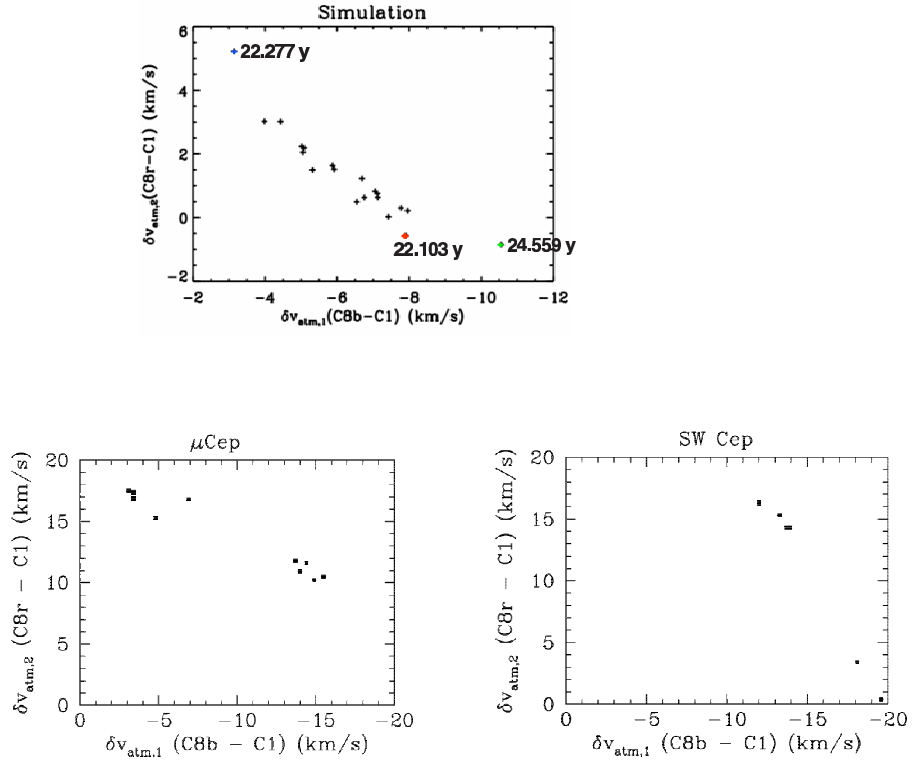 Simulation
δv_atm,2(C8r−C1) (km/s)
6
4
2
0
−2
22.277 y
22.103 y
24.559 y
−2 −4 −6 −8 −10 −12
δv_atm,1(C8b−C1) (km/s)
μCep
δv_atm,2 (C8r − C1) (km/s)
20
15
10
5
0
0 −5 −10 −15 −20
δv_atm,1 (C8b − C1) (km/s)
SW Cep
δv_atm,2 (C8r − C1) (km/s)
20
15
10
5
0
0 −5 −10 −15 −20
δv_atm,1 (C8b − C1) (km/s)